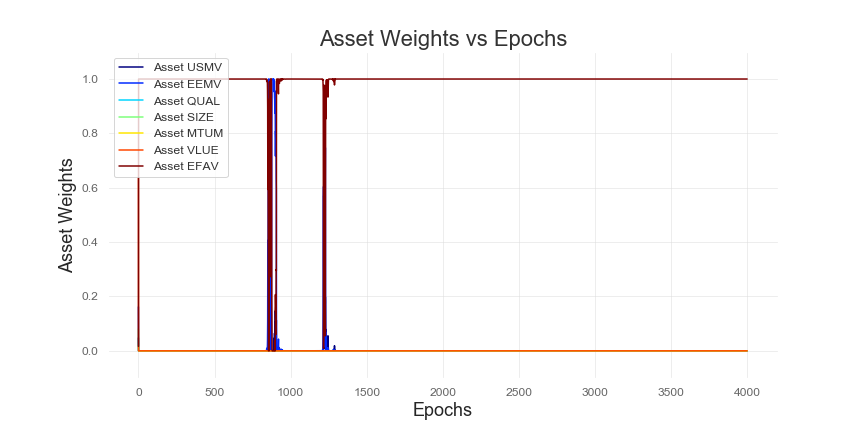 Asset Weights vs Epochs
Asset USMV
Asset EEMV
Asset QUAL
Asset SIZE
Asset MTUM
Asset VLUE
Asset EFAV
Asset Weights
1.0
0.8
0.6
0.4
0.2
0.0
0 500 1000 1500 2000 2500 3000 3500 4000
Epochs